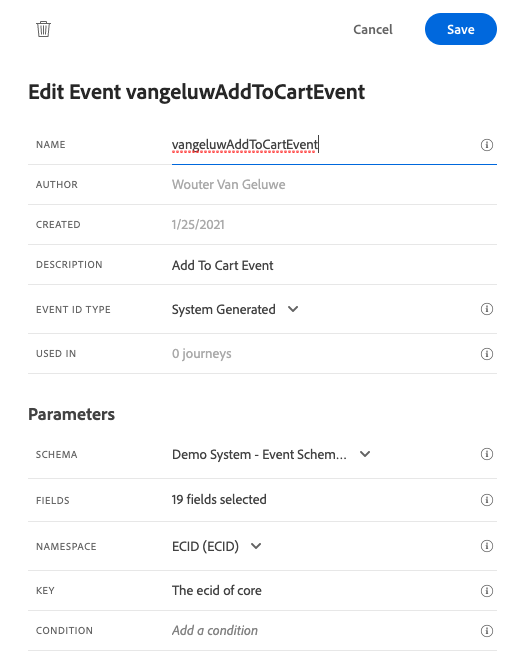 Cancel
Save
Edit Event vangeluwAddToCartEvent
NAME vangeluwAddToCartEvent
AUTHOR Wouter Van Geluwe
CREATED 1/25/2021
DESCRIPTION Add To Cart Event
EVENT ID TYPE System Generated
USED IN 0 journeys
Parameters
SCHEMA Demo System - Event Schem...
FIELDS 19 fields selected
NAMESPACE ECID (ECID)
KEY The ecid of core
CONDITION Add a condition